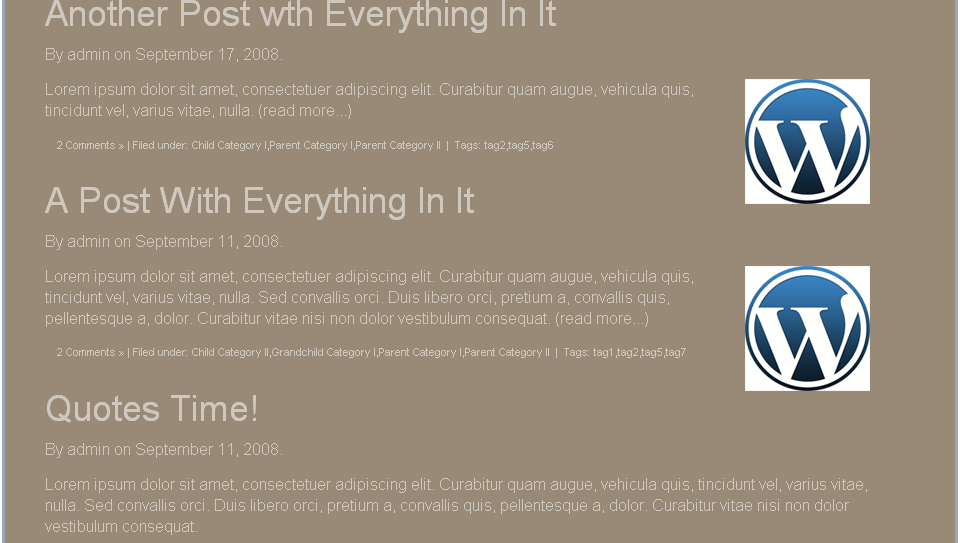 Another Post wth Everything In It
By admin on September 17, 2008.
Lorem ipsum dolor sit amet, consectetuer adipiscing elit. Curabitur quam augue, vehicula quis,
tincidunt vel, varius vitae, nulla. (read more...)
2 Comments » | Filed under: Child Category I,Parent Category I,Parent Category II | Tags: tag2,tag5,tag6
A Post With Everything In It
By admin on September 11, 2008.
Lorem ipsum dolor sit amet, consectetuer adipiscing elit. Curabitur quam augue, vehicula quis,
tincidunt vel, varius vitae, nulla. Sed convallis orci. Duis libero orci, pretium a, convallis quis,
pellentesque a, dolor. Curabitur vitae nisi non dolor vestibulum consequat. (read more...)
2 Comments » | Filed under: Child Category II,Grandchild Category I,Parent Category I,Parent Category II | Tags: tag1,tag2,tag5,tag7
Quotes Time!
By admin on September 11, 2008.
Lorem ipsum dolor sit amet, consectetuer adipiscing elit. Curabitur quam augue, vehicula quis, tincidunt vel, varius vitae,
nulla. Sed convallis orci. Duis libero orci, pretium a, convallis quis, pellentesque a, dolor. Curabitur vitae nisi non dolor
vestibulum consequat.